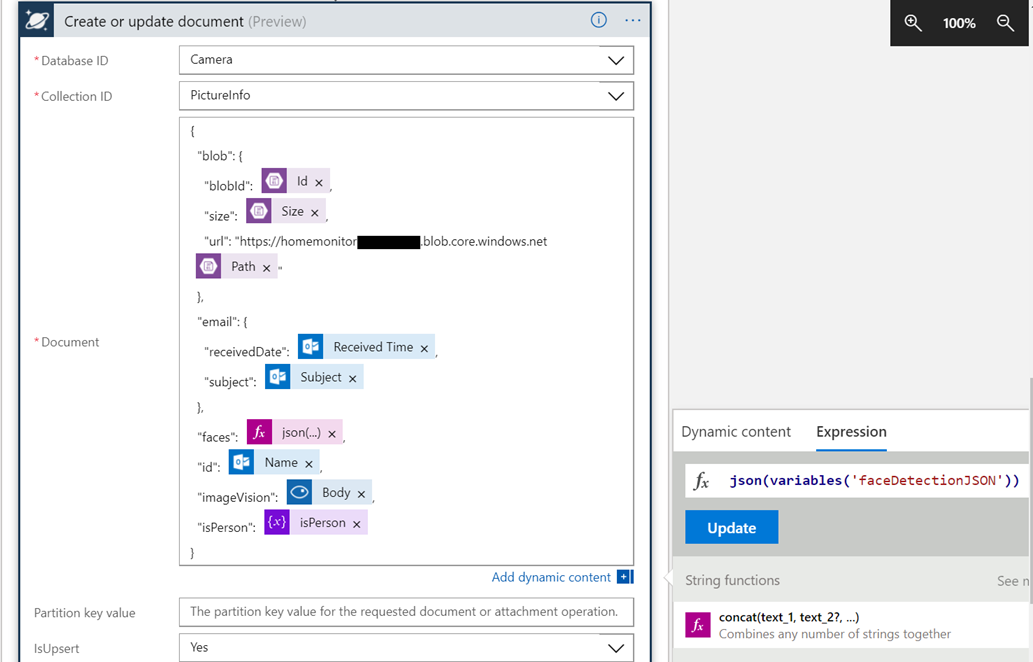 Create or update document (Preview)
* Database ID
Camera
* Collection ID
PictureInfo
* Document
{
"blob": {
"blobId": Id ×,
"size": Size ×,
"url": "https://homemonitor .blob.core.windows.net
Path × "
},
"email": {
"receivedDate": Received Time ×,
"subject": Subject ×
},
"faces": fx json(...) ×,
"id": Name ×,
"imageVision": Body ×,
"isPerson": {x} isPerson ×
}
Add dynamic content +
Partition key value
The partition key value for the requested document or attachment operation.
IsUpsert
Yes
100%
Dynamic content Expression
fx json(variables('faceDetectionJSON'))
Update
String functions See
fx concat(text_1, text_2?, ...)
Combines any number of strings together